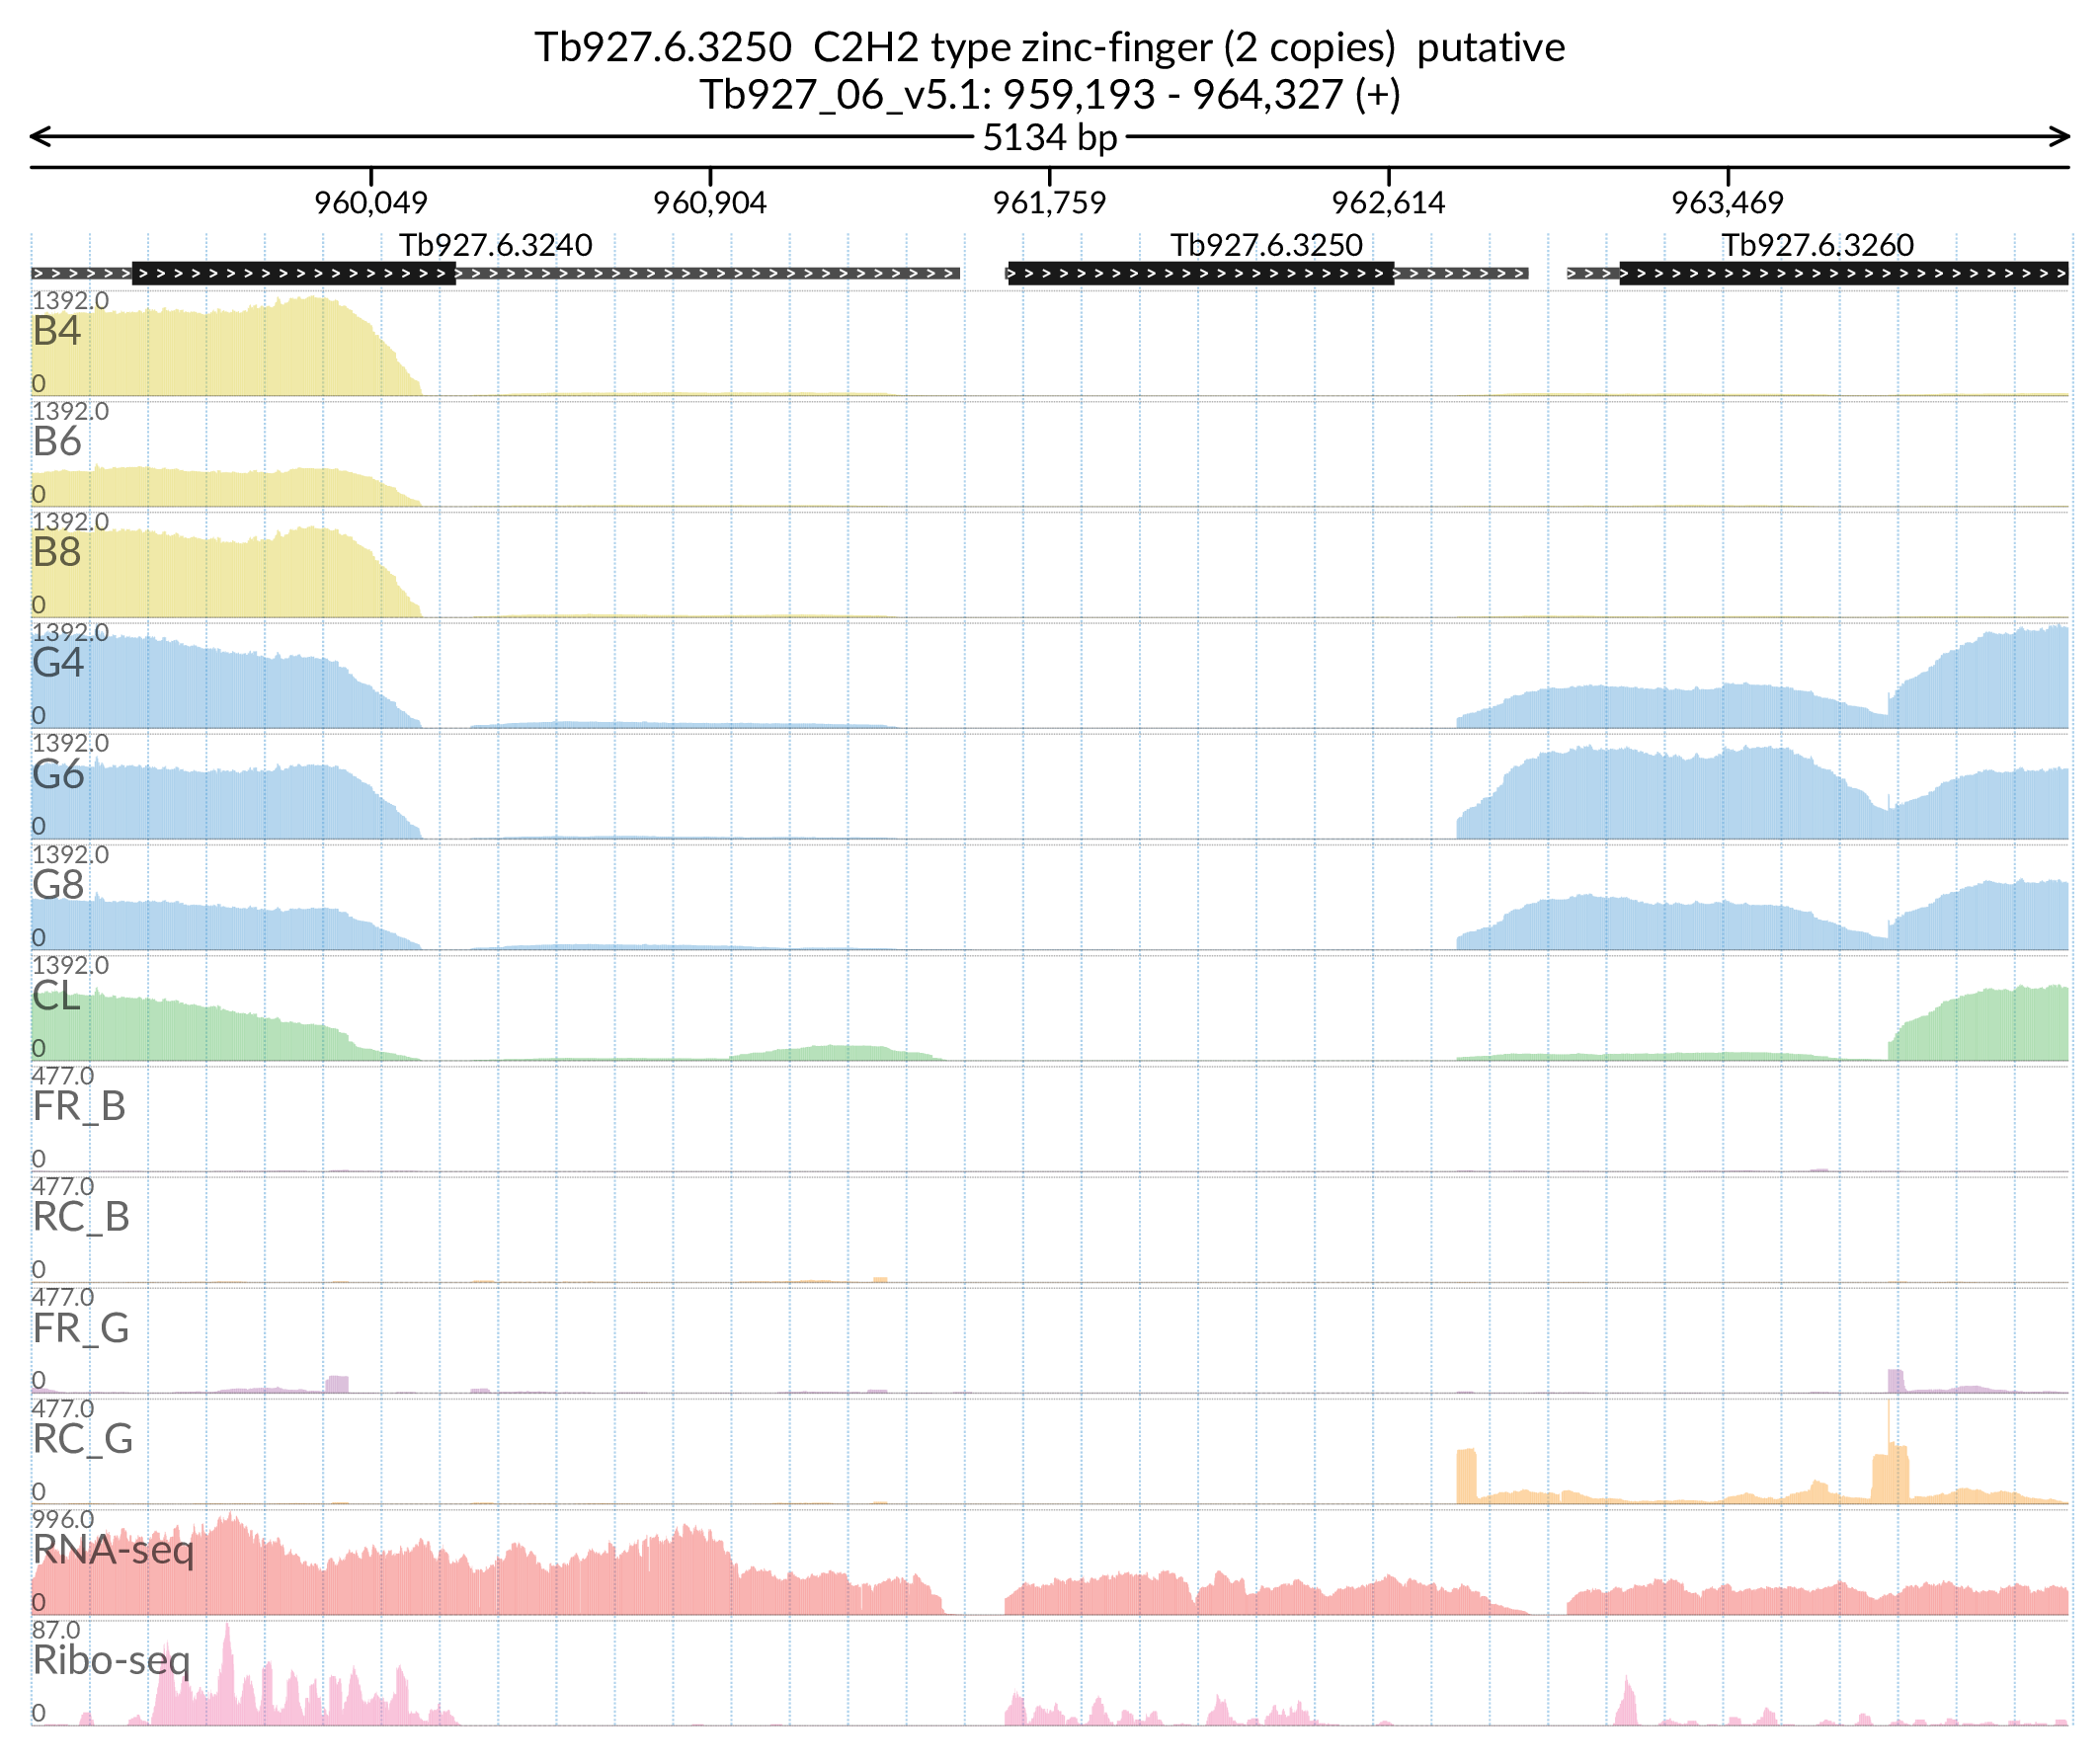 Tb927.6.3250 C2H2 type zinc-finger (2 copies) putative
Tb927_06_v5.1: 959,193 - 964,327 (+)
5134 bp
960,049 960,904 961,759 962,614 963,469
Tb927.6.3240 Tb927.6.3250 Tb927.6.3260
1392.0
B4
0
1392.0
B6
0
1392.0
B8
0
1392.0
G4
0
1392.0
G6
0
1392.0
G8
0
1392.0
CL
0
477.0
FR_B
0
477.0
RC_B
0
477.0
FR_G
0
477.0
RC_G
0
996.0
RNA-seq
0
87.0
Ribo-seq
0